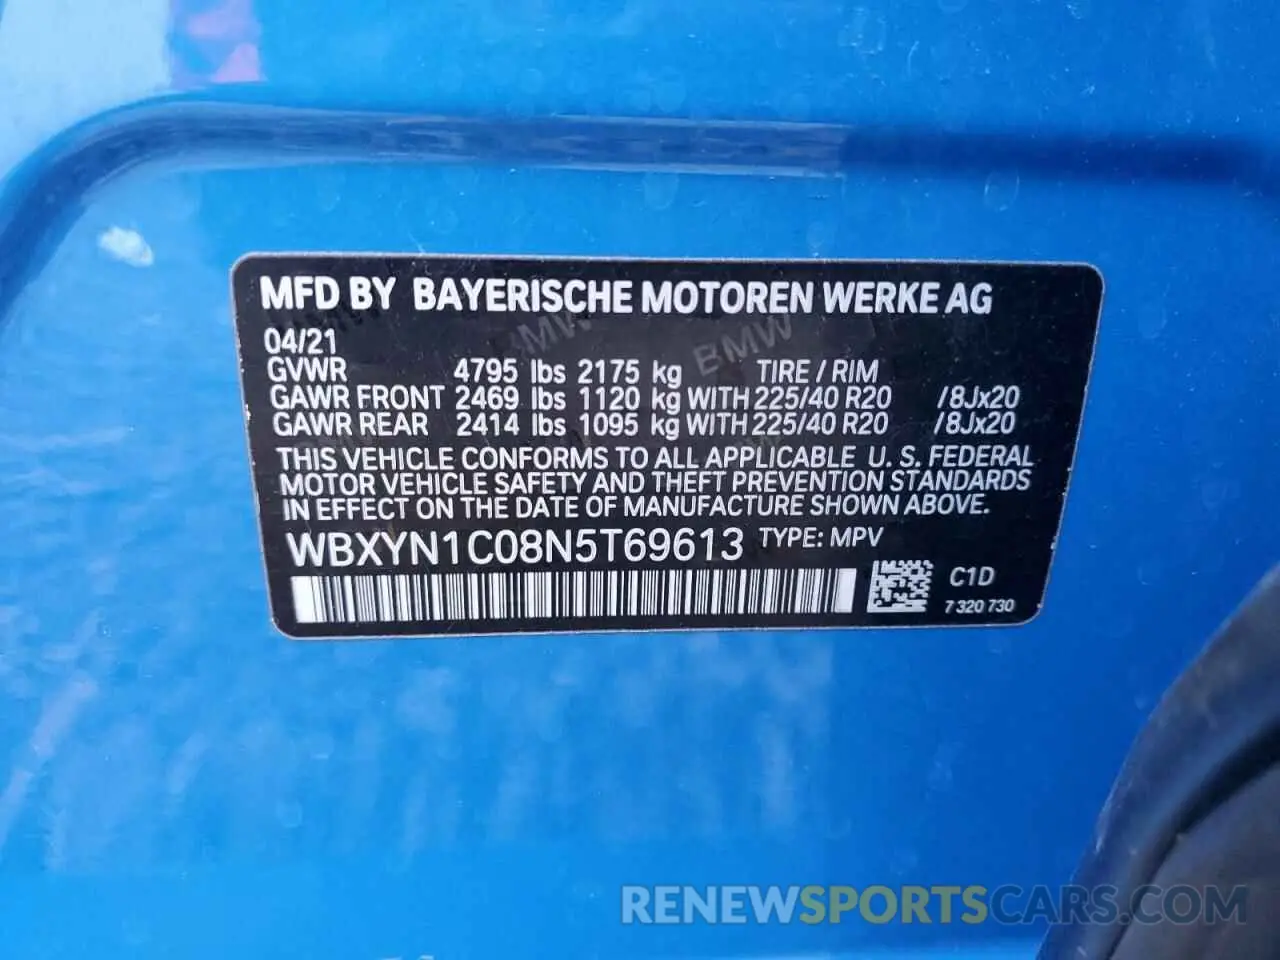 MFD BY BAYERISCHE MOTOREN WERKE AG
04/21
GVWR 4795 lbs 2175 kg TIRE / RIM
GAWR FRONT 2469 lbs 1120 kg WITH 225/40 R20 /8Jx20
GAWR REAR 2414 lbs 1095 kg WITH 225/40 R20 /8Jx20
THIS VEHICLE CONFORMS TO ALL APPLICABLE U. S. FEDERAL
MOTOR VEHICLE SAFETY AND THEFT PREVENTION STANDARDS
IN EFFECT ON THE DATE OF MANUFACTURE SHOWN ABOVE.
WBXYN1C08N5T69613 TYPE: MPV
C1D
7 320 730
BMW
BMW
RENEWSPORTSCARS.COM